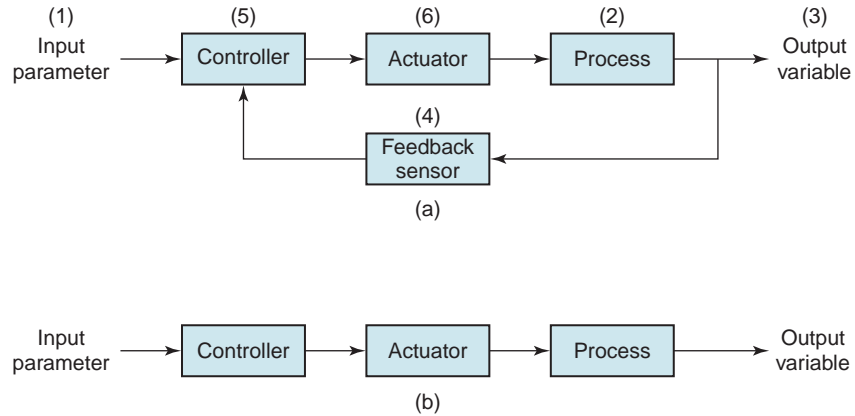 (1) (5) (6) (2) (3)
Input parameter
Controller
Actuator
Process
Output variable
(4)
Feedback sensor
(a)
Input parameter
Controller
Actuator
Process
Output variable
(b)